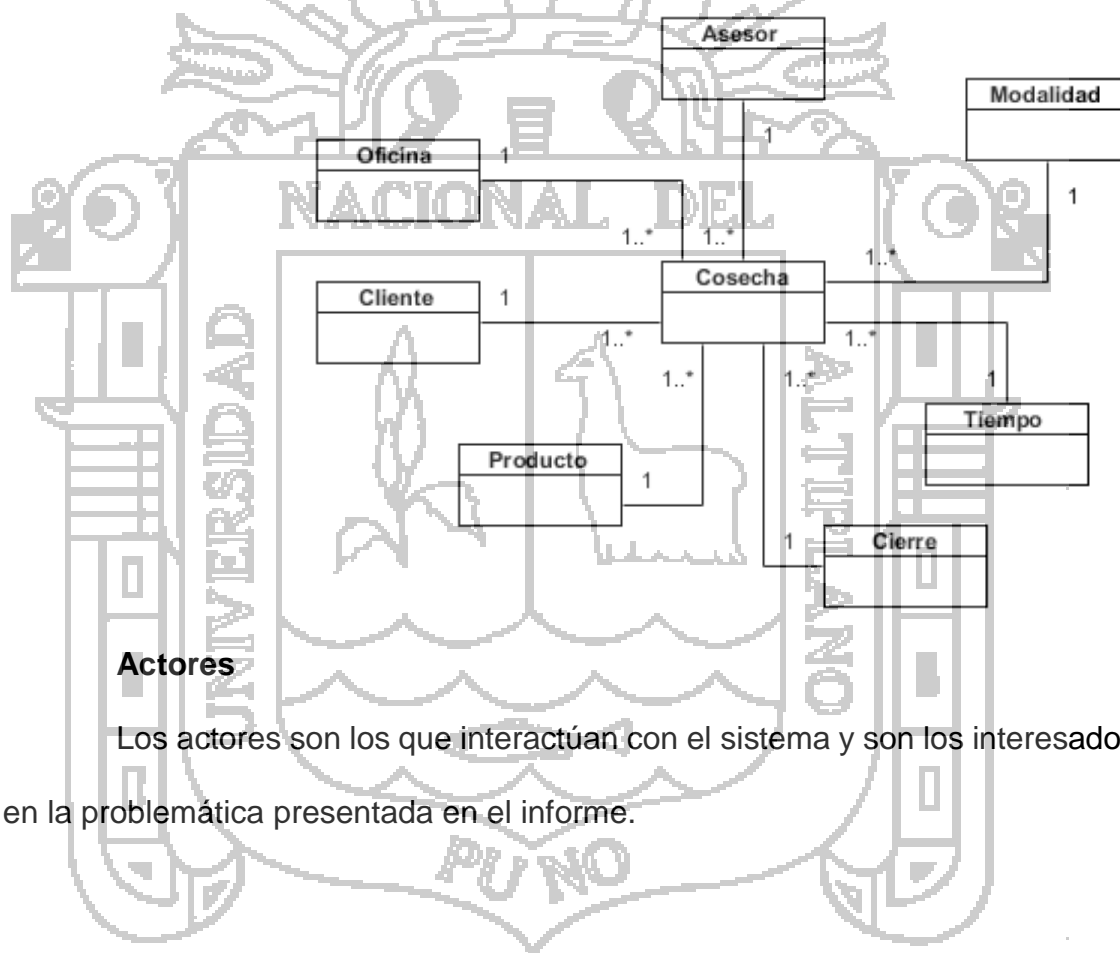 Asesor
Modalidad
Oficina
1
1
1
NACIONAL DEL
1..*
1..*
1..*
Cosecha
Cliente
1
1..*
1..*
1..*
1..*
1
Tiempo
Producto
1
1
Cierre
UNIVERSIDAD
ALTIPLANO
Actores
Los actores son los que interactúan con el sistema y son los interesado
en la problemática presentada en el informe.
PUNO